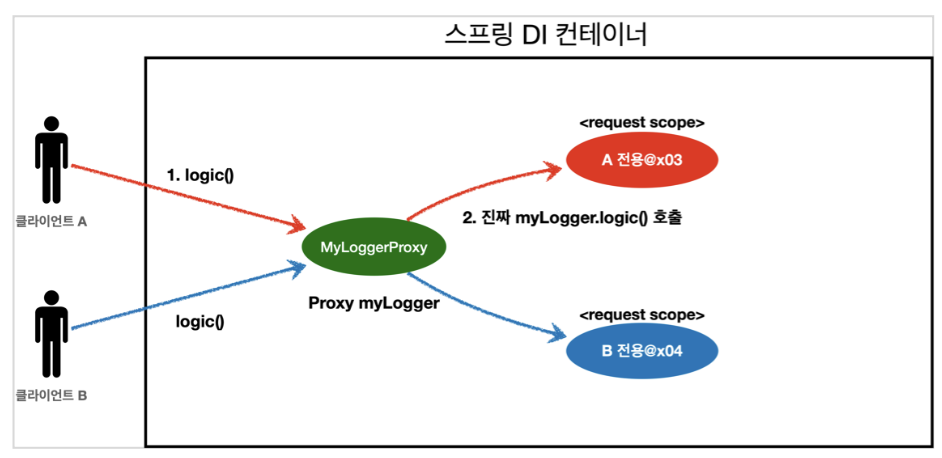 스프링 DI 컨테이너
<request scope>
A 전용@x03
1. logic()
클라이언트 A
2. 진짜 myLogger.logic() 호출
MyLoggerProxy
Proxy myLogger
logic()
<request scope>
B 전용@x04
클라이언트 B